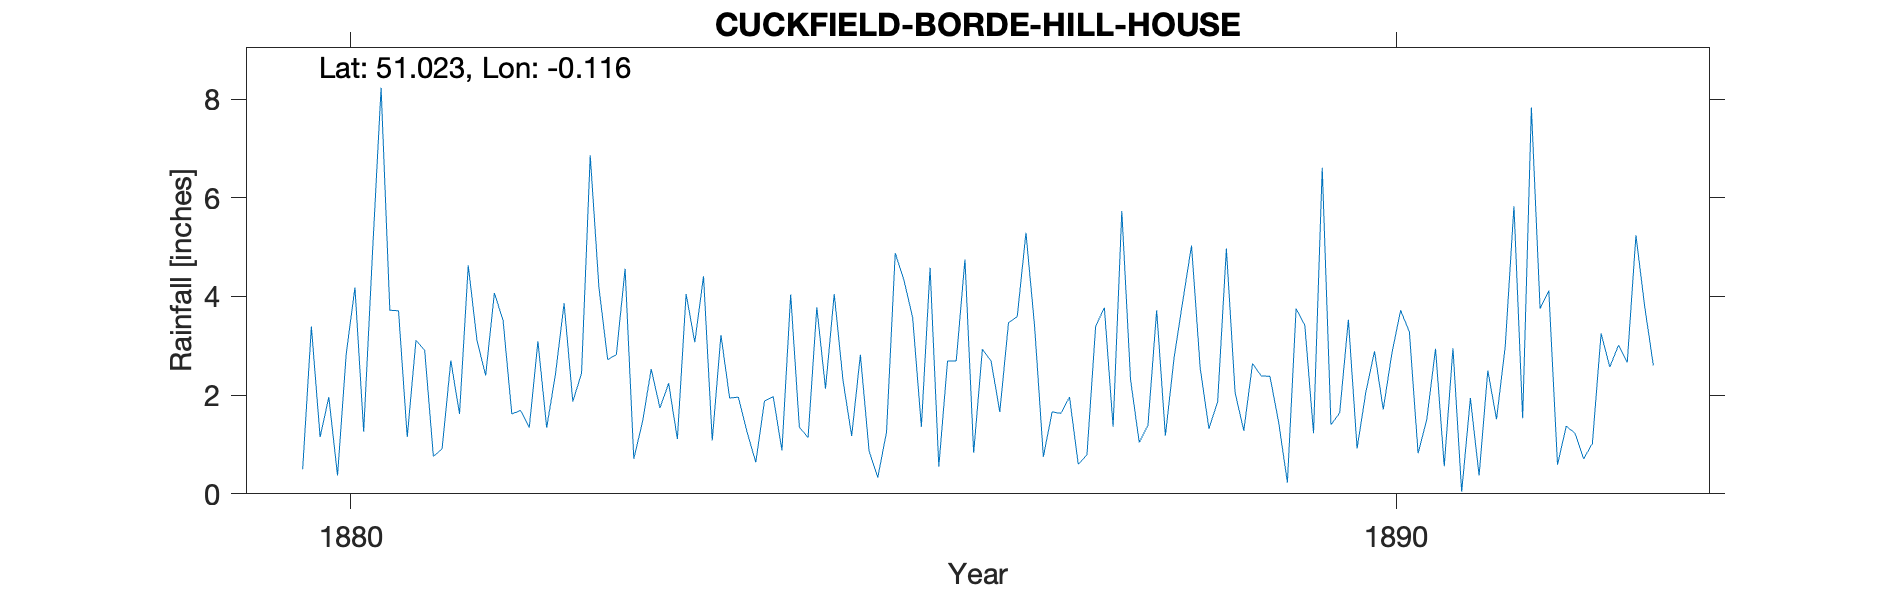 CUCKFIELD-BORDE-HILL-HOUSE
Lat: 51.023, Lon: -0.116
8
6
4
2
0
Rainfall [inches]
1880 1890
Year